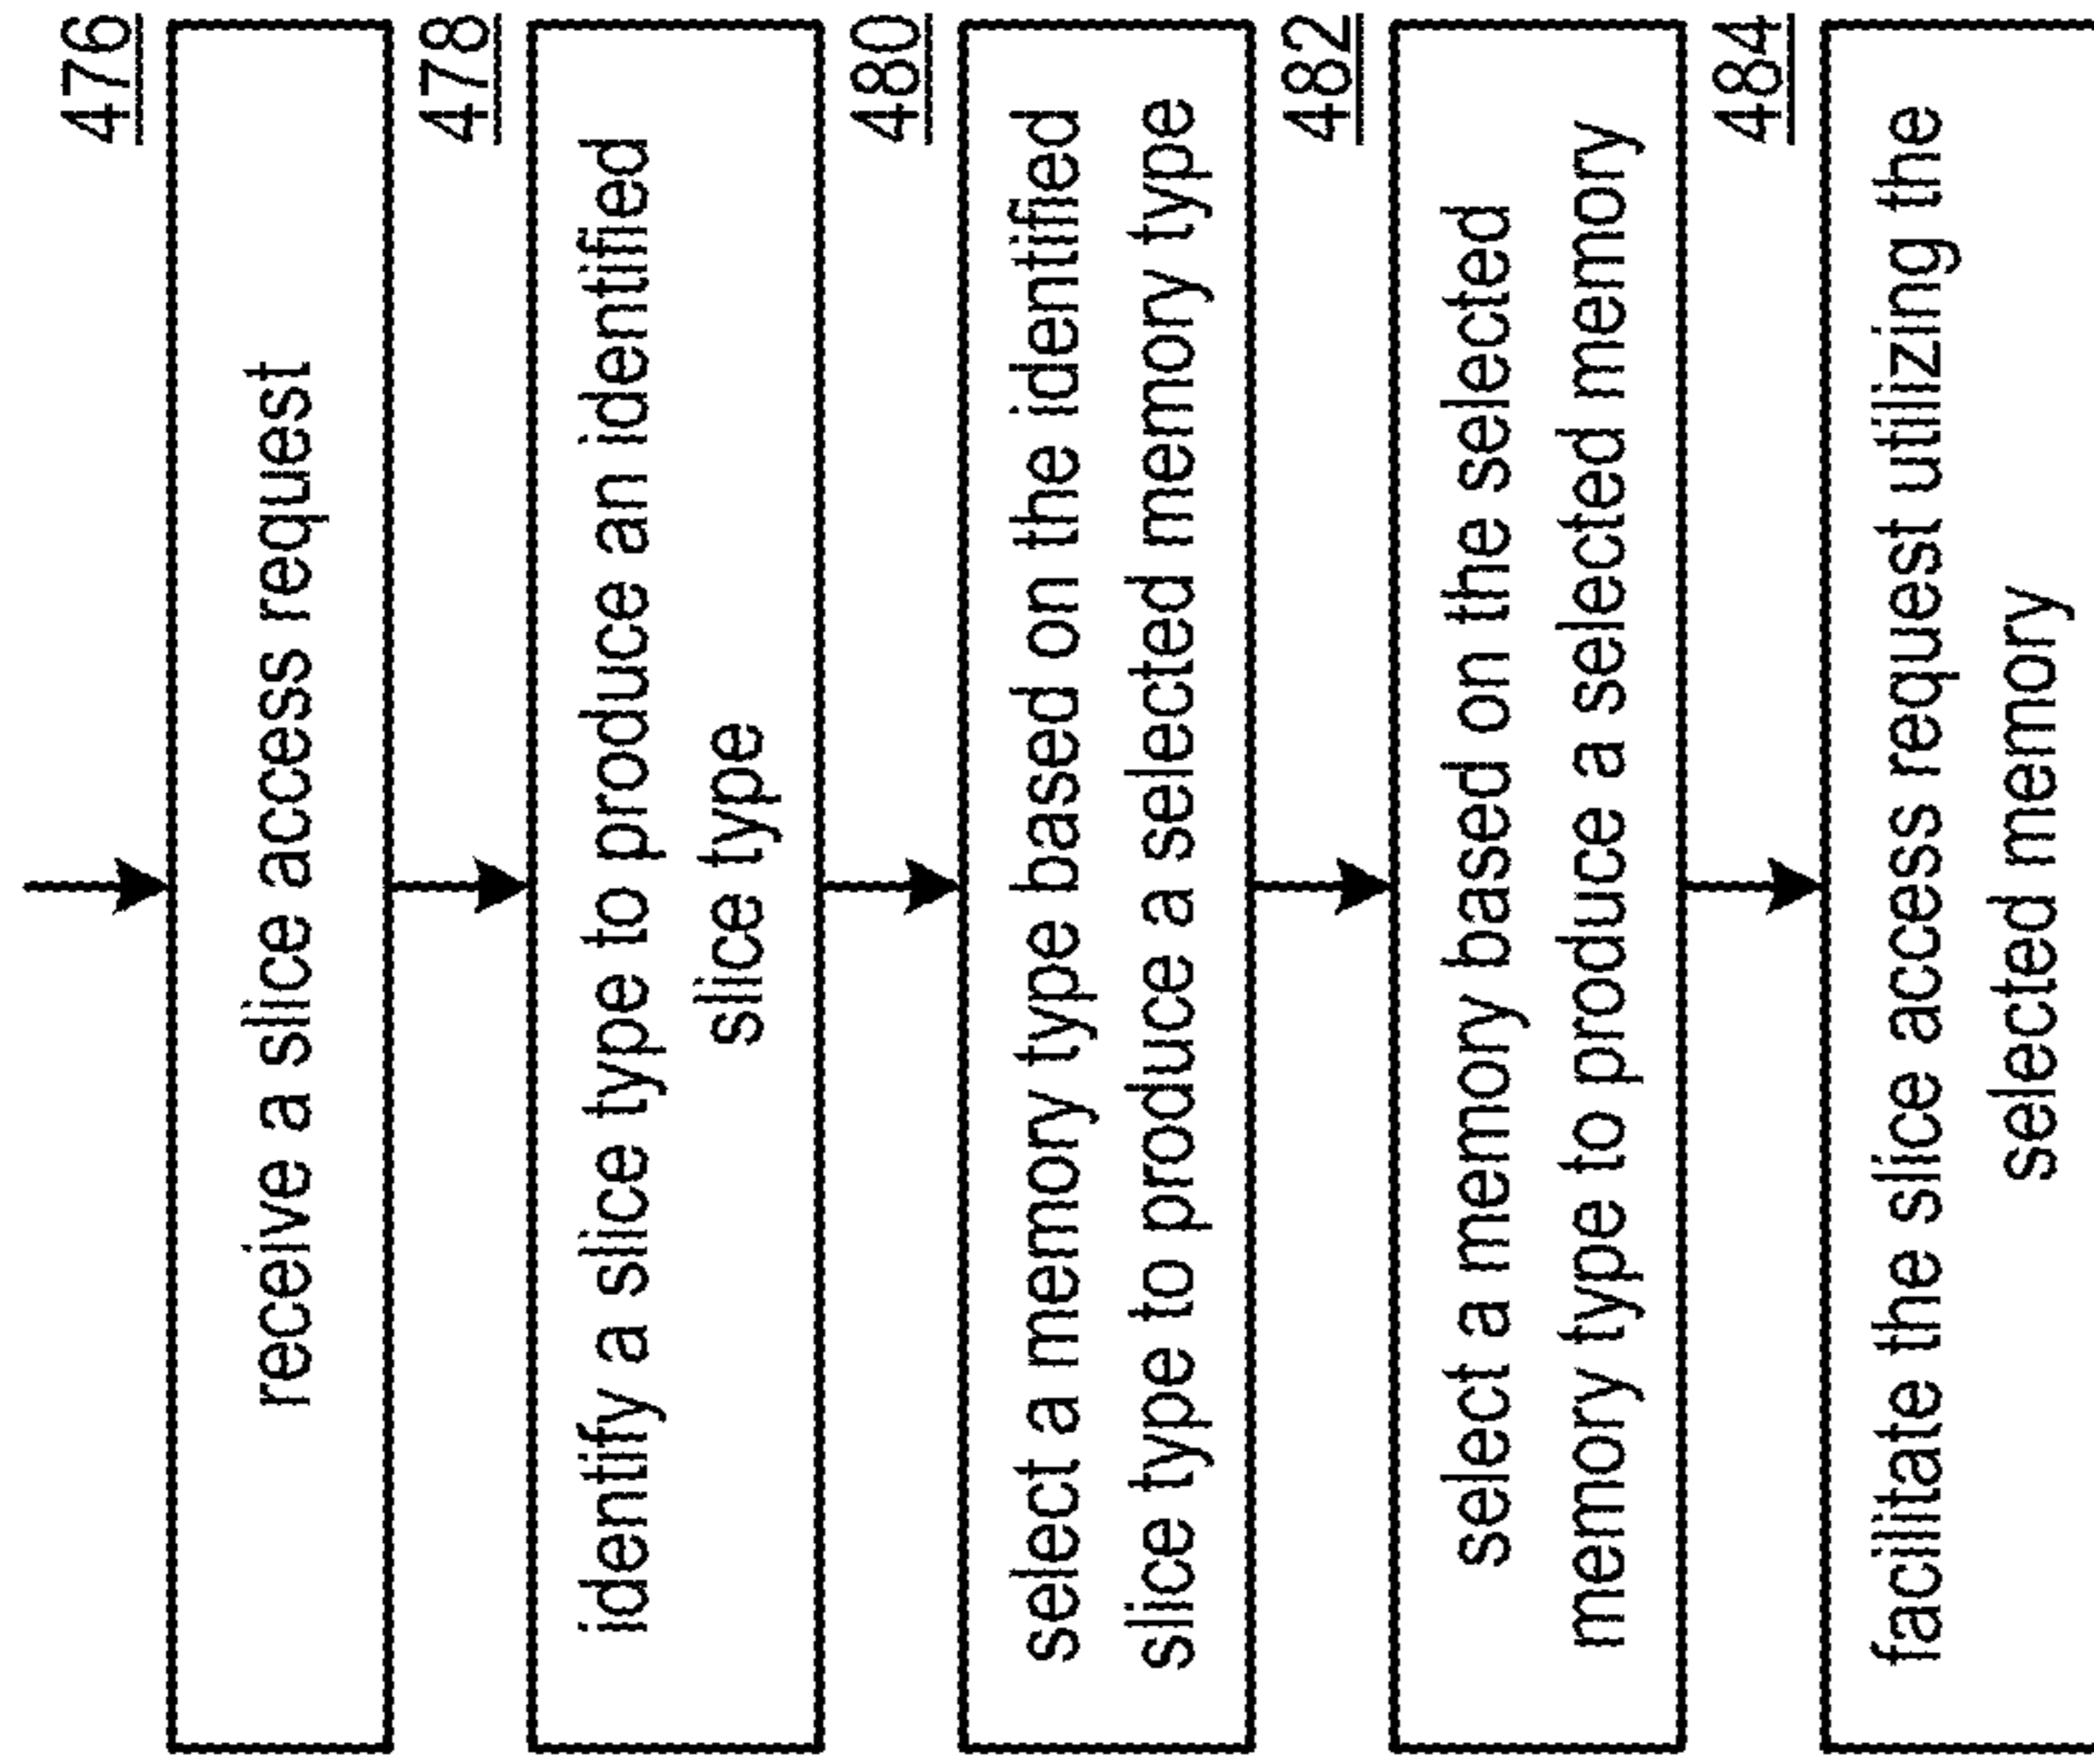 476
receive a slice access request
478
identify a slice type to produce an identified
slice type
480
select a memory type based on the identified
slice type to produce a selected memory type
482
select a memory based on the selected
memory type to produce a selected memory
484
facilitate the slice access request utilizing the
selected memory